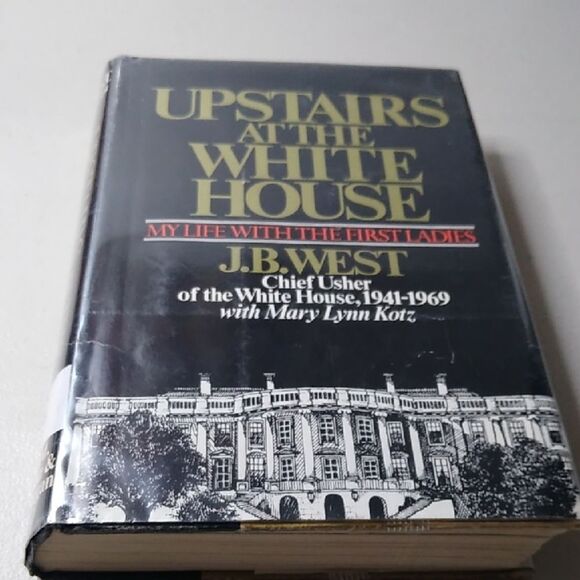 UPSTAIRS
AT THE
WHITE
HOUSE
MY LIFE WITH THE FIRST LADIES
J.B. WEST
Chief Usher
of the White House, 1941-1969
with Mary Lynn Kotz
&